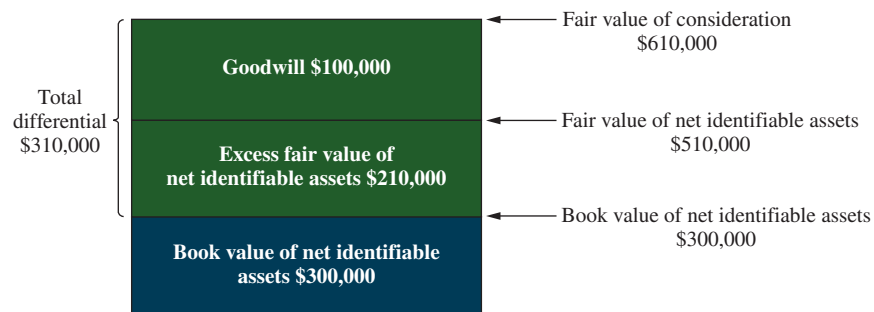 Total
differential
$310,000
Goodwill $100,000
Excess fair value of
net identifiable assets $210,000
Book value of net identifiable
assets $300,000
Fair value of consideration
$610,000
Fair value of net identifiable assets
$510,000
Book value of net identifiable assets
$300,000